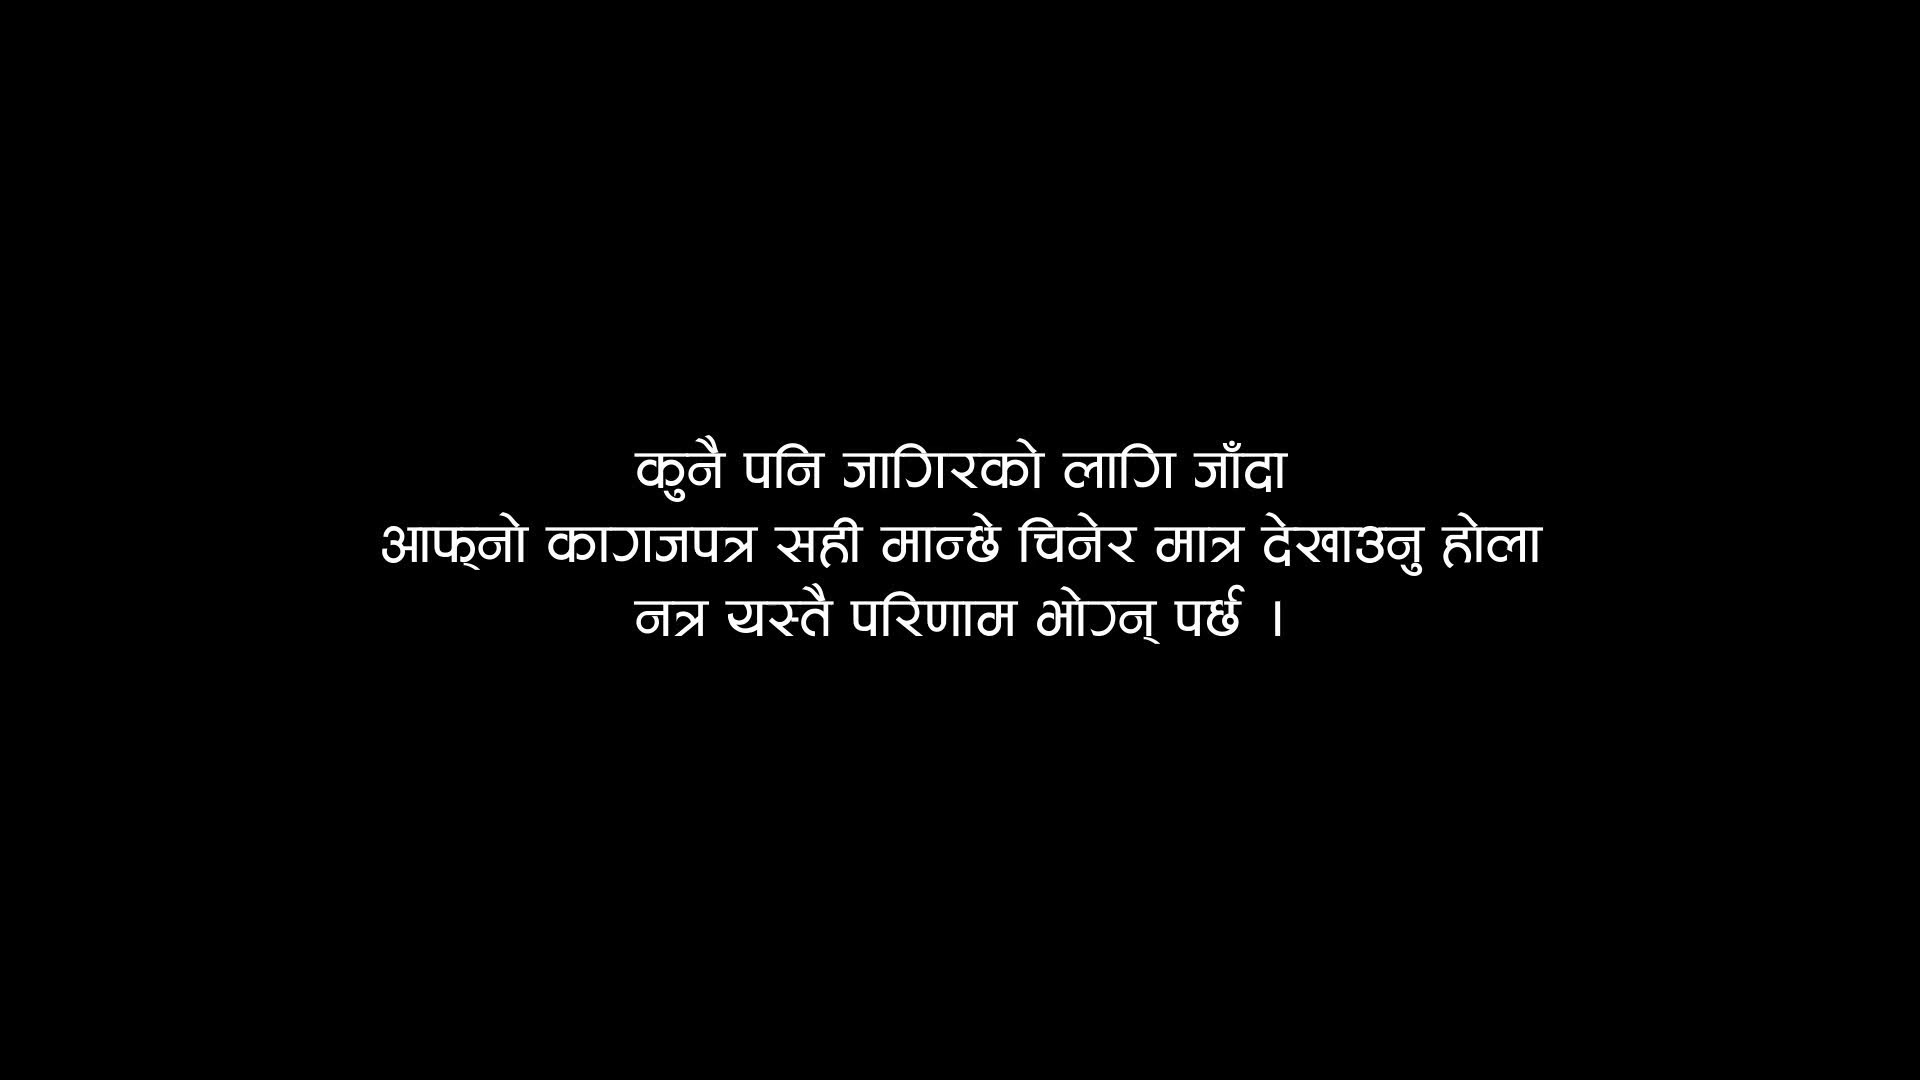 कुनै पनि जागिरको लागि जाँदा
आफ्‌नो कागजपत्र सही मान्छे चिनेर मात्र देखाउनु होला
नत्र यस्तै परिणाम भोग्न् पर्छ ।